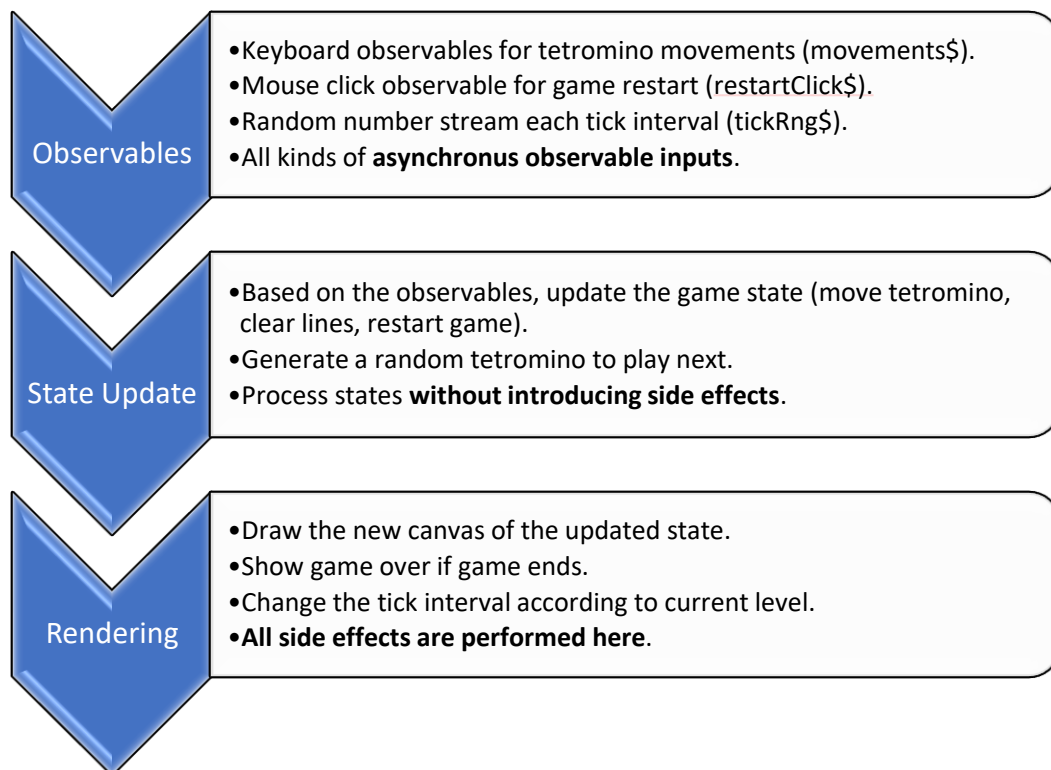 Observables
•Keyboard observables for tetromino movements (movements$).
•Mouse click observable for game restart (restartClick$).
•Random number stream each tick interval (tickRng$).
•All kinds of asynchronus observable inputs.
State Update
•Based on the observables, update the game state (move tetromino,
clear lines, restart game).
•Generate a random tetromino to play next.
•Process states without introducing side effects.
Rendering
•Draw the new canvas of the updated state.
•Show game over if game ends.
•Change the tick interval according to current level.
•All side effects are performed here.